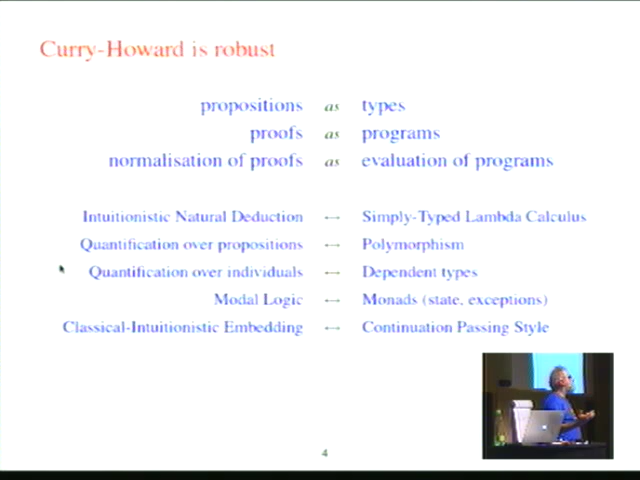 Curry-Howard is robust
propositions as types
proofs as programs
normalisation of proofs as evaluation of programs
Intuitionistic Natural Deduction ↔ Simply-Typed Lambda Calculus
Quantification over propositions ↔ Polymorphism
Quantification over individuals ↔ Dependent types
Modal Logic ↔ Monads (state, exceptions)
Classical-Intuitionistic Embedding ↔ Continuation Passing Style
4